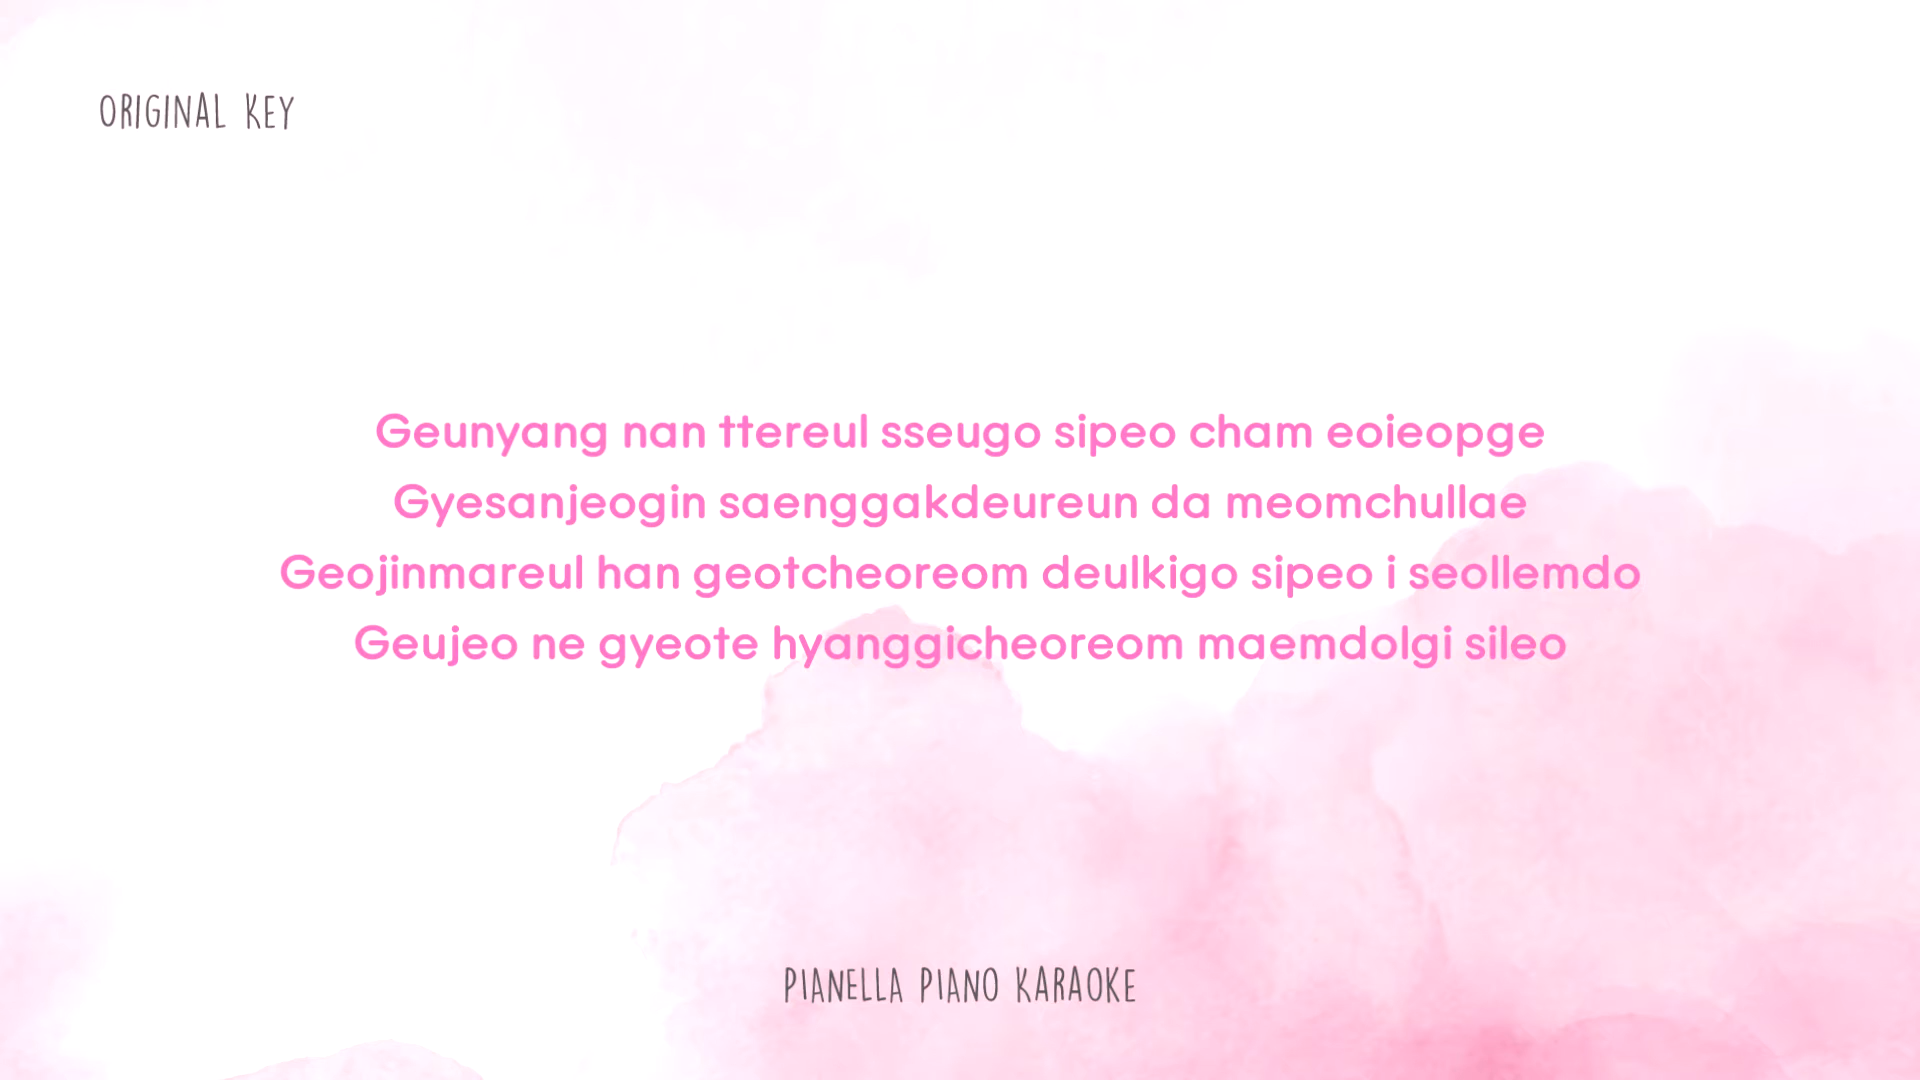 ORIGINAL KEY
Geunyang nan ttereul sseugo sipeo cham eoieopge
Gyesanjeogin saenggakdeureun da meomchullae
Geojinmareul han geotcheoreom deulkigo sipeo i seollemdo
Geujeo ne gyeote hyanggicheoreom maemdolgi sileo
PIANELLA PIANO KARAOKE